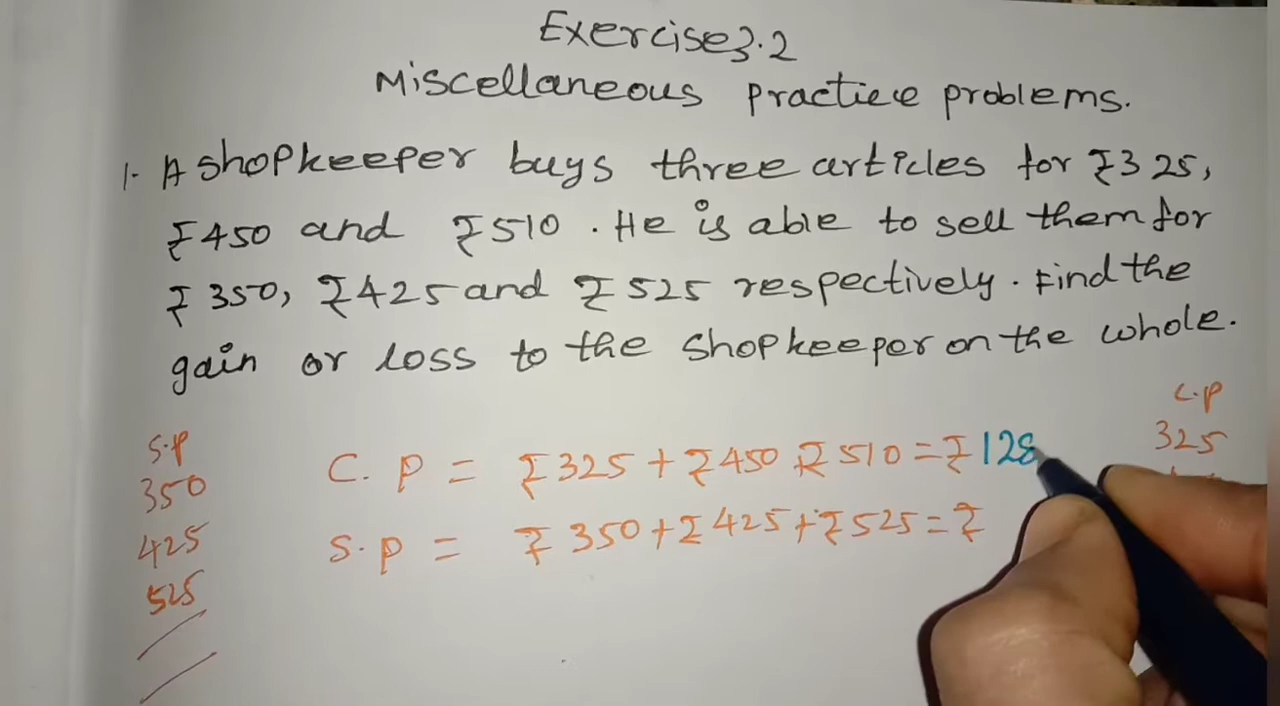 Exercise3.2
Miscellaneous practice problems.
1. A shopkeeper buys three articles for ₹325,
₹450 and ₹510. He is able to sell them for
₹350, ₹425 and ₹525 respectively. Find the
gain or loss to the shopkeeper on the whole.
C.P
325
S.P
350
425
525
C.P = ₹325 + ₹450 ₹510 = ₹128
S.P = ₹350 + ₹425 + ₹525 = ₹